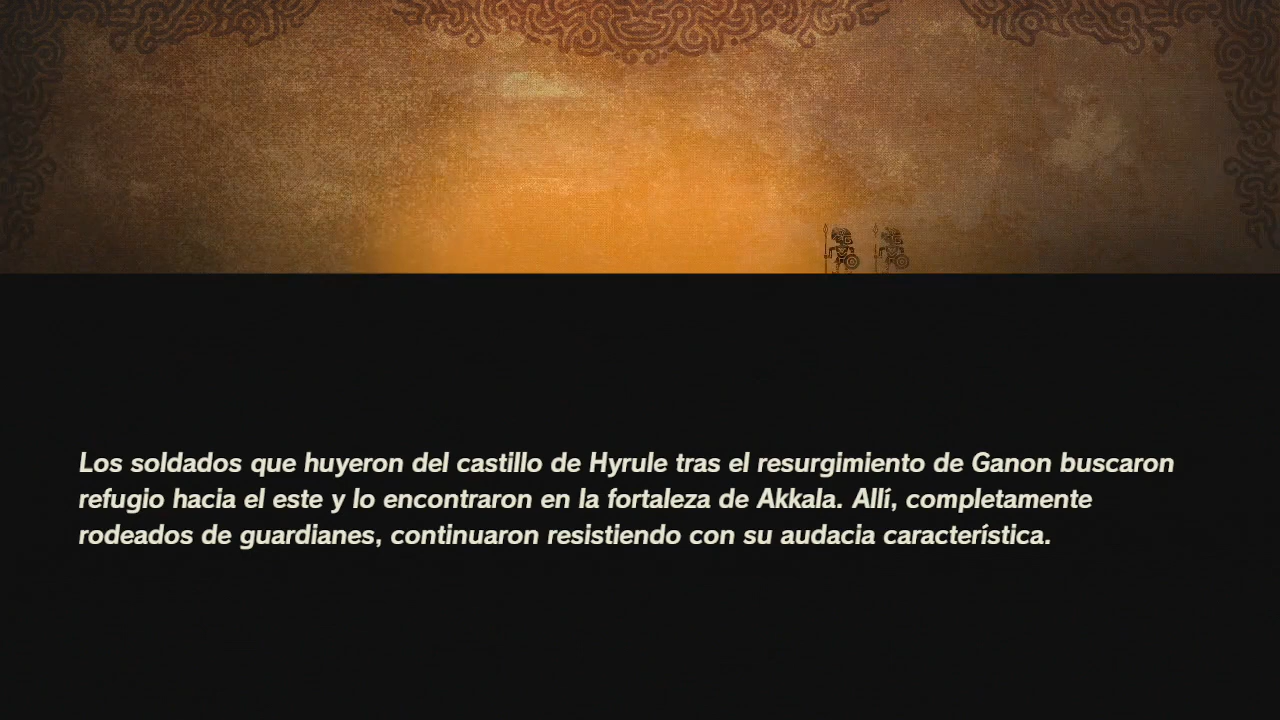 Los soldados que huyeron del castillo de Hyrule tras el resurgimiento de Ganon buscaron
refugio hacia el este y lo encontraron en la fortaleza de Akkala. Allí, completamente
rodeados de guardianes, continuaron resistiendo con su audacia característica.